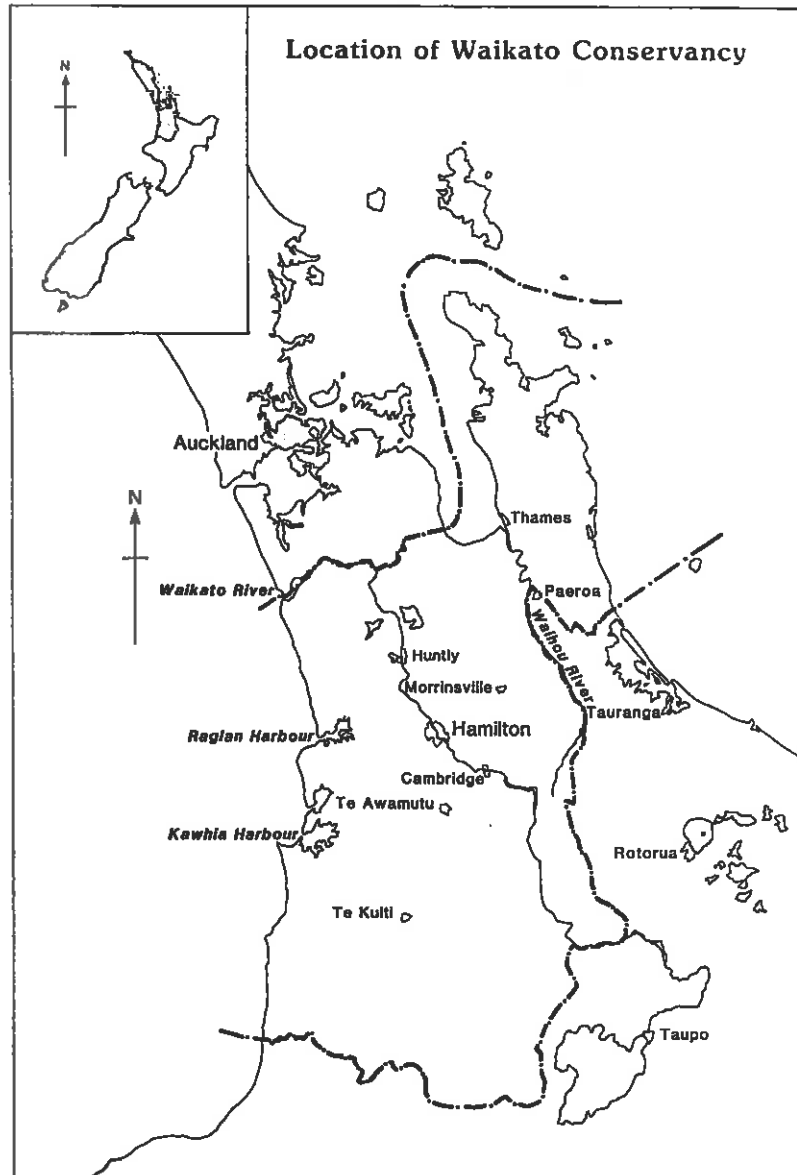 Location of Waikato Conservancy
N
Auckland
N
Thames
Waikato River
Paeroa
Waihou River
Huntly
Morrinsville
Tauranga
Raglan Harbour
Hamilton
Cambridge
Te Awamutu
Kawhia Harbour
Rotorua
Te Kuiti
Taupo